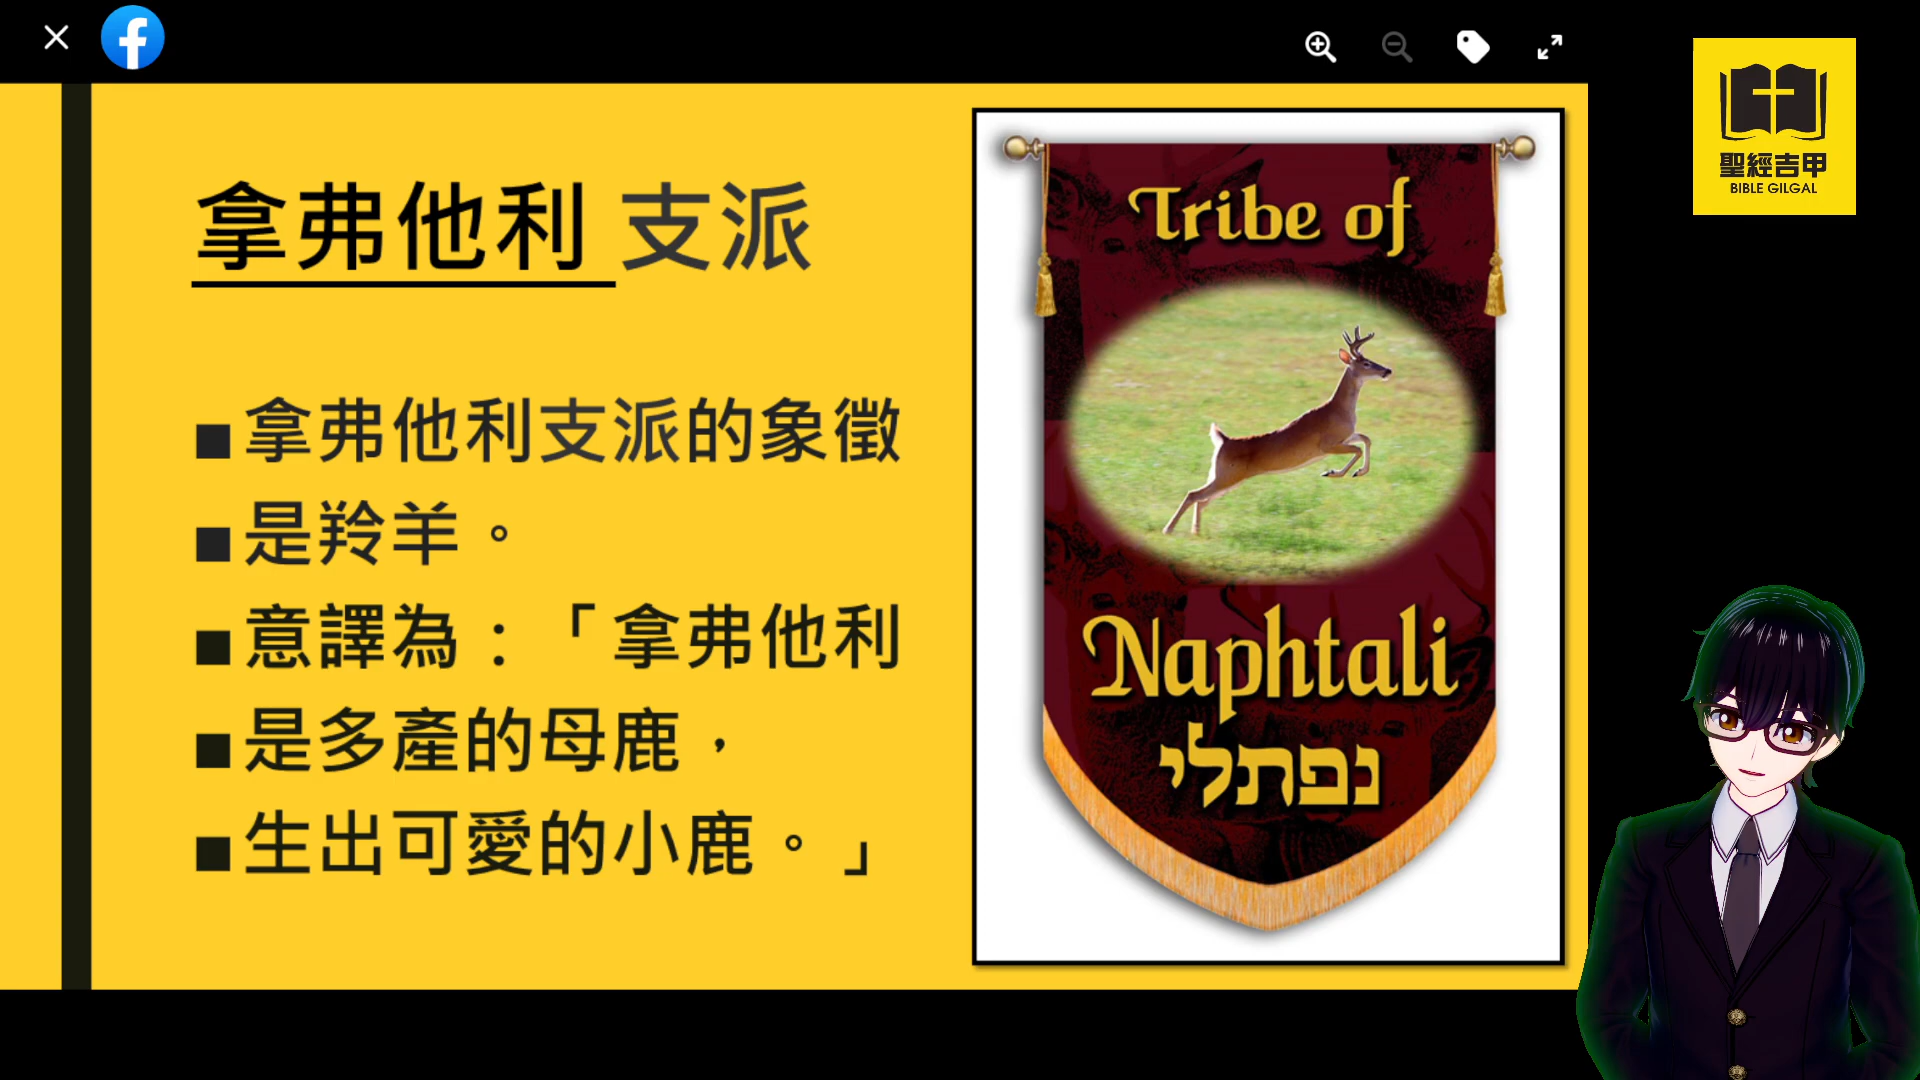 拿弗他利 支派
■拿弗他利支派的象徵
■是羚羊。
■意譯為：「拿弗他利
■是多產的母鹿，
■生出可愛的小鹿。」
Tribe of
Naphtali
נפתלי
聖經吉甲
BIBLE GILGAL